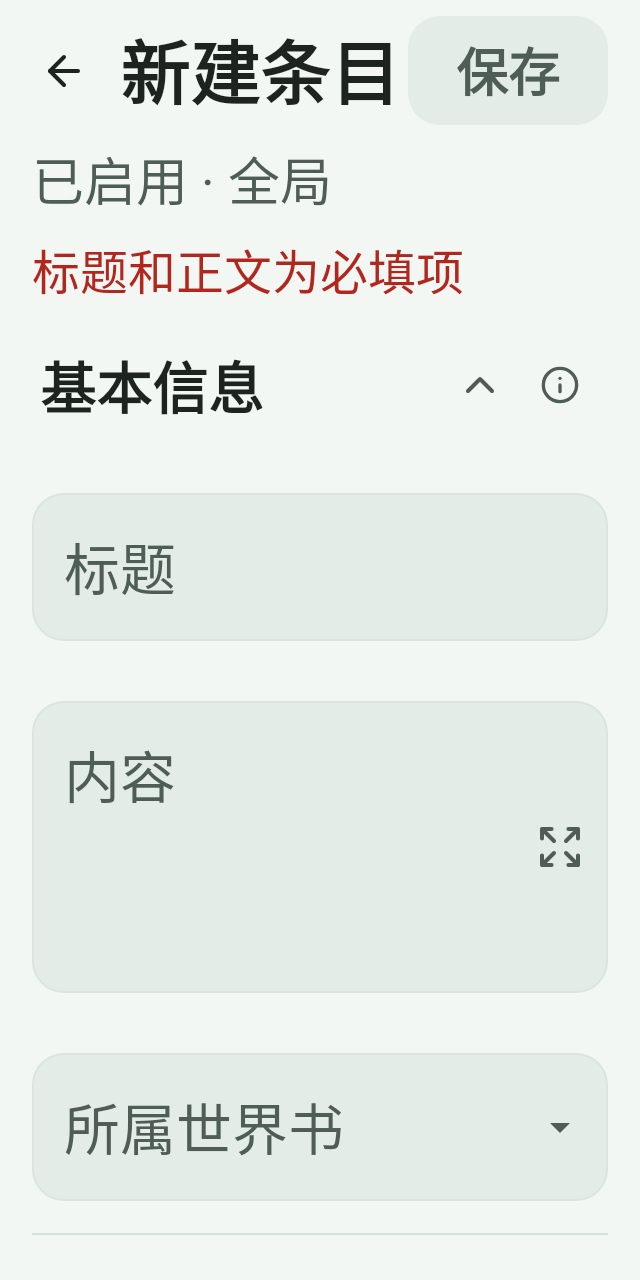 新建条目
保存
已启用 · 全局
标题和正文为必填项
基本信息
标题
内容
所属世界书